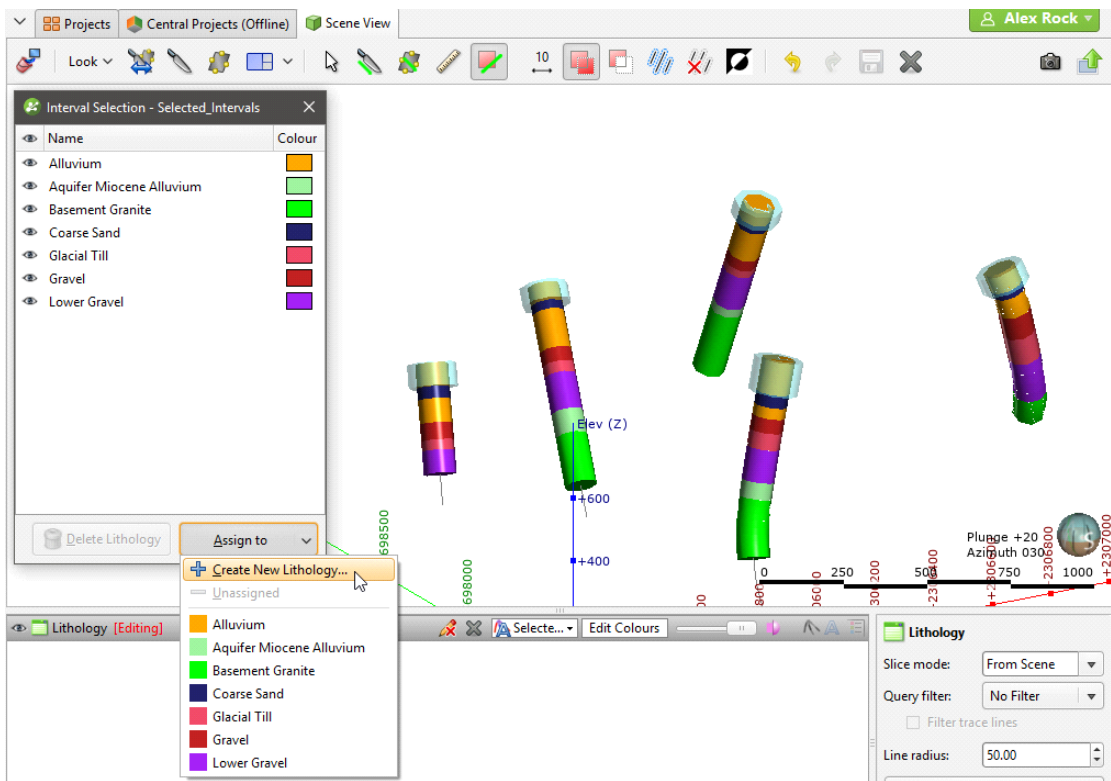 Projects
Central Projects (Offline)
Scene View
Alex Rock
Look
10
Interval Selection - Selected_Intervals
Name Colour
Alluvium
Aquifer Miocene Alluvium
Basement Granite
Coarse Sand
Glacial Till
Gravel
Lower Gravel
Delete Lithology
Assign to
Create New Lithology...
Unassigned
Alluvium
Aquifer Miocene Alluvium
Basement Granite
Coarse Sand
Glacial Till
Gravel
Lower Gravel
Elev (Z)
+600
+400
698500
698000
Plunge +20
Azimuth 030
S
0 250 500 750 1000
-2306400
-2306800
+2307000
Lithology [Editing]
Selecte...
Edit Colours
Lithology
Slice mode: From Scene
Query filter: No Filter
Filter trace lines
Line radius: 50.00